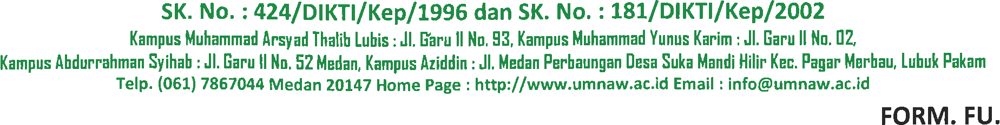 SK. No. : 424/DIKTI/Kep/1996 dan SK. No. : 181/DIKTI/Kep/2002
Kampus Muhammad Arsyad Thalib Lubis : Jl. Garu II No. 93, Kampus Muhammad Yunus Karim : Jl. Garu II No. 02,
Kampus Abdurrahman Syihab : Jl. Garu II No. 52 Medan, Kampus Aziddin : Jl. Medan Perbaungan Desa Suka Mandi Hilir Kec. Pagar Merbau, Lubuk Pakam
Telp. (061) 7867044 Medan 20147 Home Page : http://www.umnaw.ac.id Email : info@umnaw.ac.id
FORM. FU.